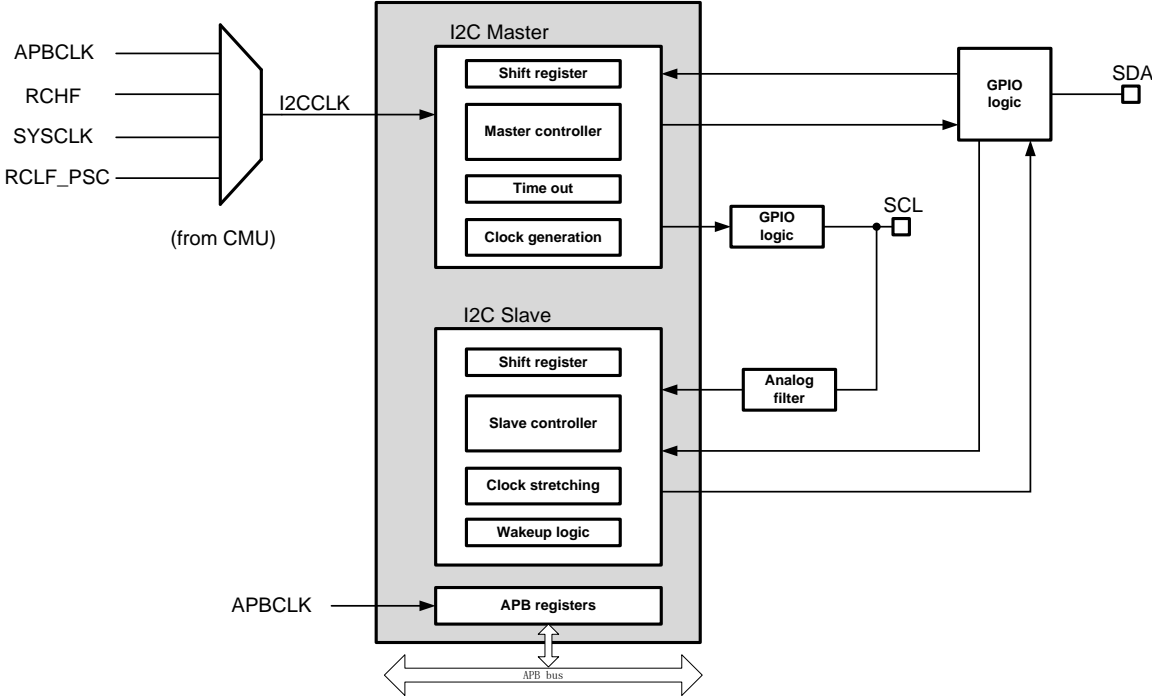 I2C Master
APBCLK
RCHF
SYSCLK
RCLF_PSC
(from CMU)
I2CCLK
Shift register
Master controller
Time out
Clock generation
GPIO
logic
SDA
GPIO
logic
SCL
I2C Slave
Shift register
Slave controller
Clock stretching
Wakeup logic
Analog
filter
APBCLK
APB registers
APB bus